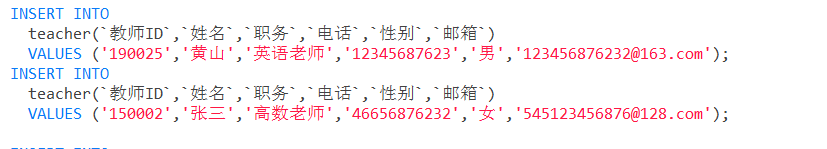 INSERT INTO
teacher(`教师ID`,`姓名`,`职务`,`电话`,`性别`,`邮箱`)
VALUES ('190025','黄山','英语老师','12345687623','男','123456876232@163.com');
INSERT INTO
teacher(`教师ID`,`姓名`,`职务`,`电话`,`性别`,`邮箱`)
VALUES ('150002','张三','高数老师','46656876232','女','545123456876@128.com');
INSERT INTO